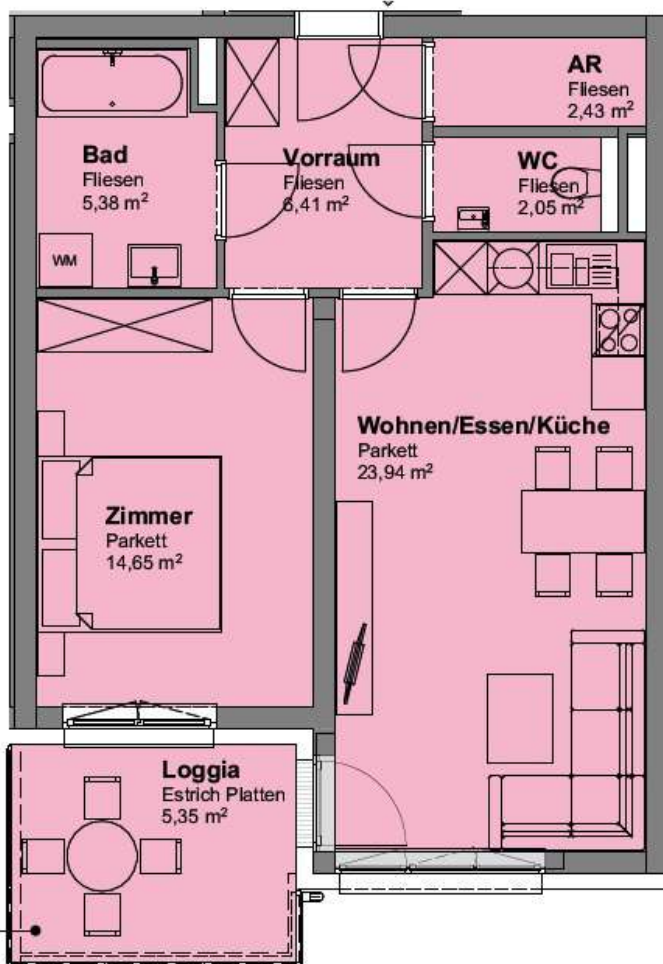 AR
Fliesen
2,43 m²
Bad
Fliesen
5,38 m²
Vorraum
Fliesen
6,41 m²
WC
Fliesen
2,05 m²
WM
Wohnen/Essen/Küche
Parkett
23,94 m²
Zimmer
Parkett
14,65 m²
Loggia
Estrich Platten
5,35 m²